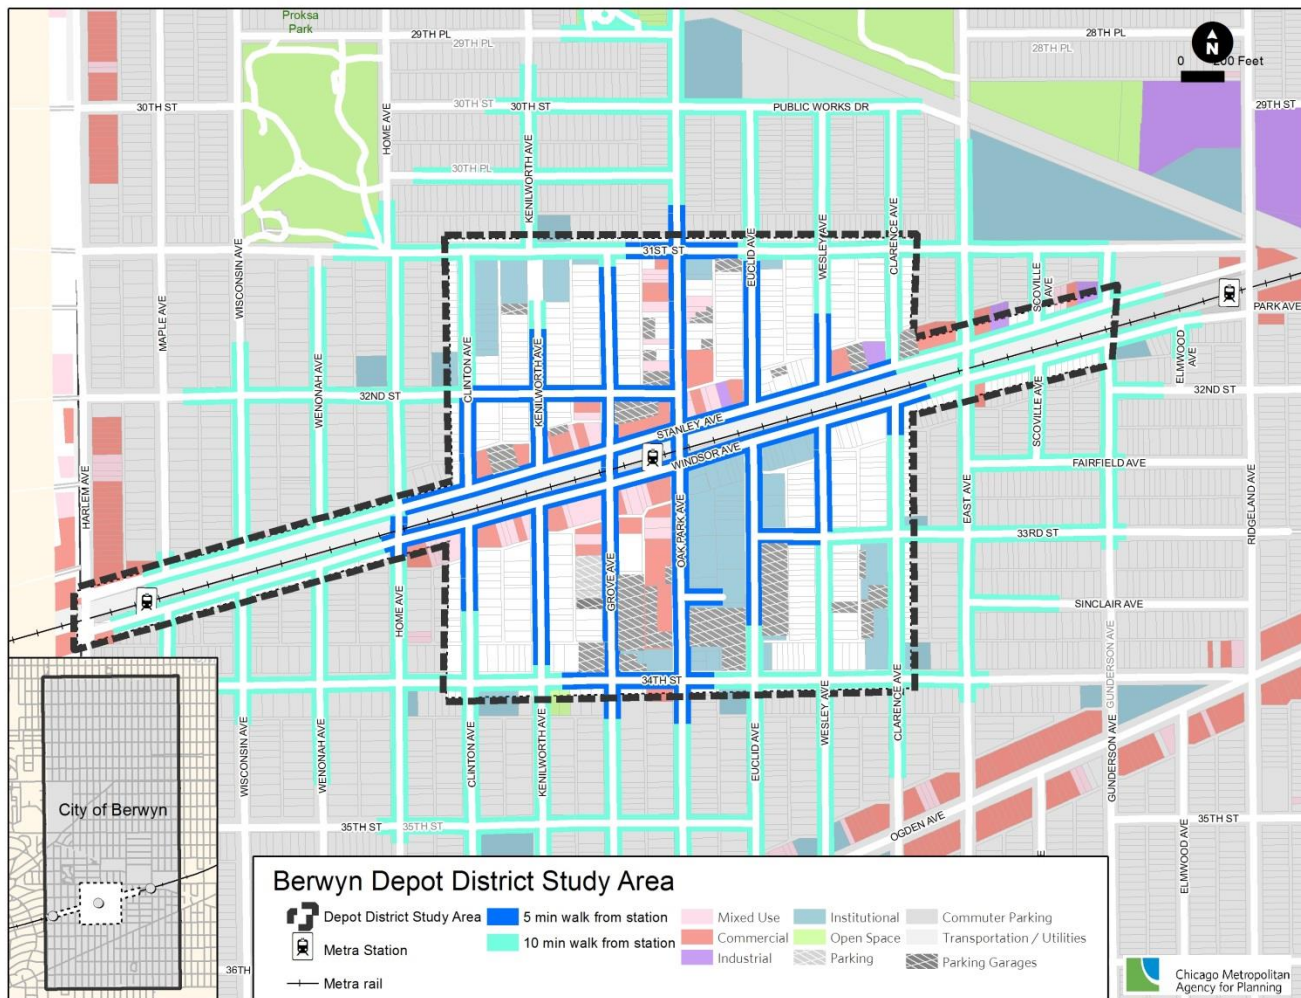 Proksa
Park
29TH PL
29TH PL
28TH PL
28TH PL
N
0 200 Feet
30TH ST
HOME AVE
30TH ST
30TH ST
PUBLIC WORKS DR
29TH ST
30TH PL
KENILWORTH AVE
WISCONSIN AVE
MAPLE AVE
31ST ST
EUCLID AVE
WESLEY AVE
CLARENCE AVE
SCOVILLE
AVE
PARK AVE
WENONAH AVE
CLINTON AVE
KENILWORTH AVE
ELMWOOD
AVE
32ND ST
32ND ST
STANLEY AVE
WINDSOR AVE
SCOVILLE AVE
HARLEM AVE
FAIRFIELD AVE
EAST AVE
RIDGELAND AVE
OAK PARK AVE
33RD ST
GROVE AVE
HOME AVE
SINCLAIR AVE
GUNDERSON AVE
34TH ST
WISCONSIN AVE
WENONAH AVE
CLINTON AVE
KENILWORTH AVE
EUCLID AVE
WESLEY AVE
CLARENCE AVE
GUNDERSON AVE
OGDEN AVE
35TH ST
35TH ST
35TH ST
ELMWOOD AVE
City of Berwyn
36TH
Berwyn Depot District Study Area
Depot District Study Area
5 min walk from station
Mixed Use
Institutional
Commuter Parking
Metra Station
10 min walk from station
Commercial
Open Space
Transportation / Utilities
Industrial
Parking
Parking Garages
Metra rail
Chicago Metropolitan
Agency for Planning